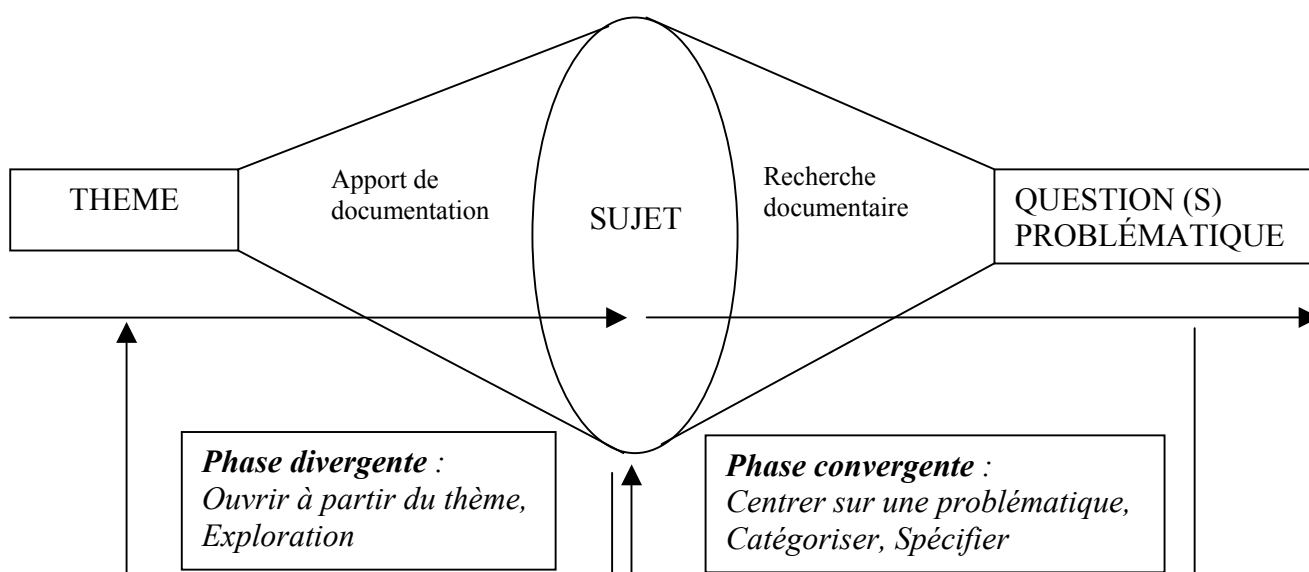 THEME
Apport de
documentation
SUJET
Recherche
documentaire
QUESTION (S)
PROBLÉMATIQUE
Phase divergente :
Ouvrir à partir du thème,
Exploration
Phase convergente :
Centrer sur une problématique,
Catégoriser, Spécifier